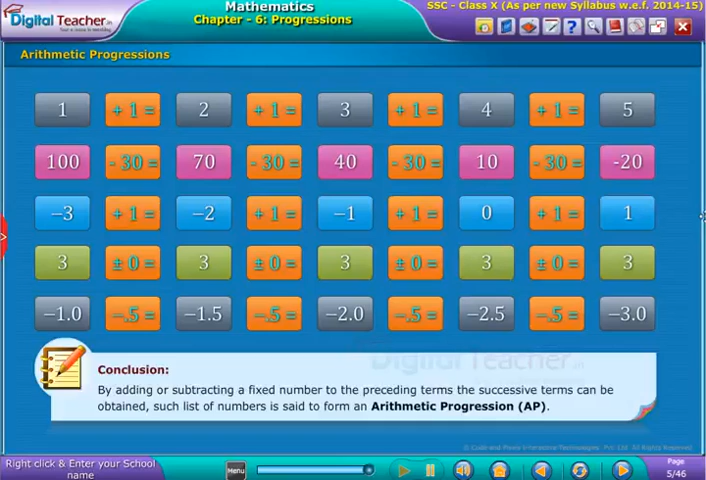 Digital Teacher.in
Mathematics
Chapter - 6: Progressions
SSC - Class X (As per new Syllabus w.e.f. 2014-15)
Arithmetic Progressions
1 + 1 = 2 + 1 = 3 + 1 = 4 + 1 = 5
100 - 30 = 70 - 30 = 40 - 30 = 10 - 30 = -20
−3 + 1 = −2 + 1 = −1 + 1 = 0 + 1 = 1
3 ± 0 = 3 ± 0 = 3 ± 0 = 3 ± 0 = 3
−1.0 −.5 = −1.5 −.5 = −2.0 −.5 = −2.5 −.5 = −3.0
Digital Teacher.in
Conclusion:
By adding or subtracting a fixed number to the preceding terms the successive terms can be
obtained, such list of numbers is said to form an Arithmetic Progression (AP).
Right click & Enter your School
name
Menu
Page
5/46